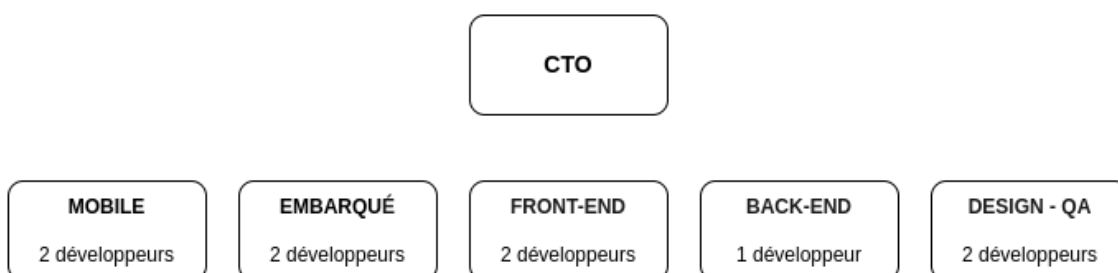 CTO
MOBILE
2 développeurs
EMBARQUÉ
2 développeurs
FRONT-END
2 développeurs
BACK-END
1 développeur
DESIGN - QA
2 développeurs